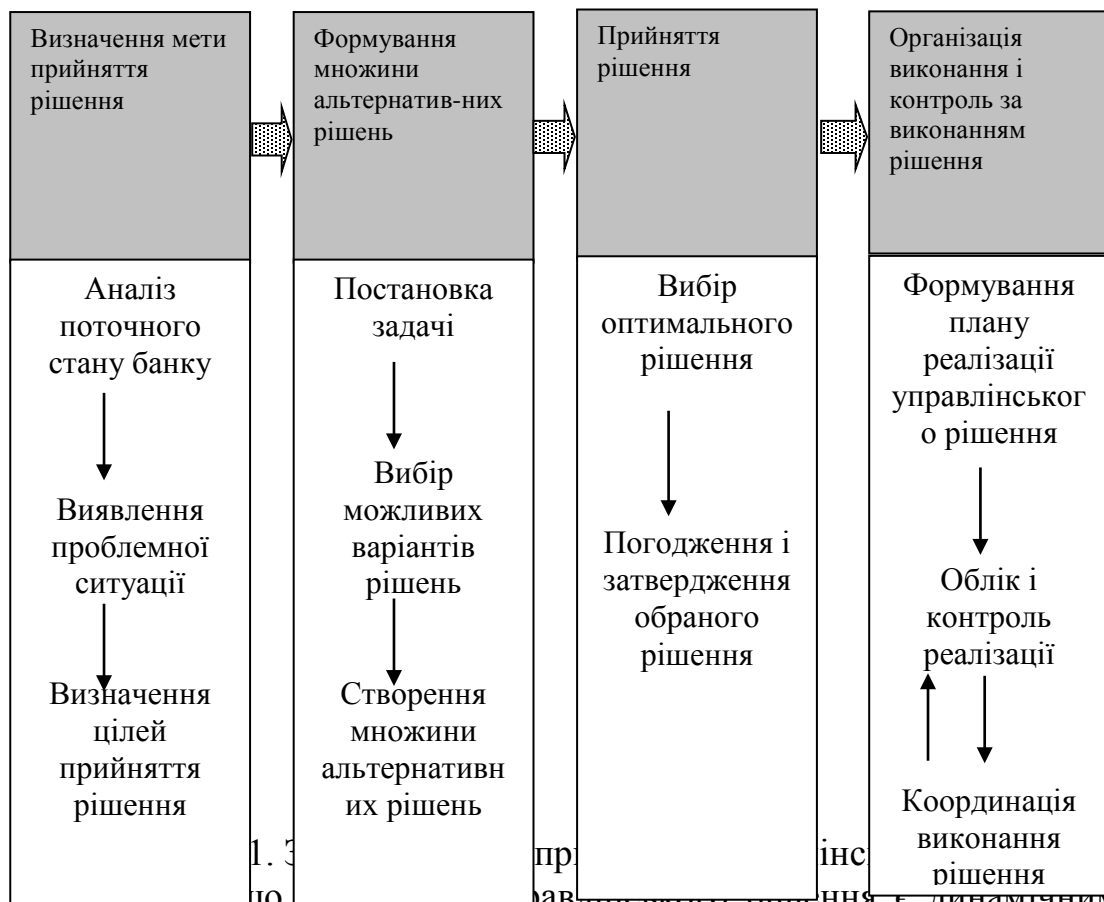 Визначення мети
прийняття
рішення
Формування
множини
альтернатив-них
рішень
Прийняття
рішення
Організація
виконання і
контроль за
виконанням
рішення
Аналіз
поточного
стану банку
Виявлення
проблемної
ситуації
Визначення
цілей
прийняття
рішення
Постановка
задачі
Вибір
можливих
варіантів
рішень
Створення
множини
альтернативн
их рішень
Вибір
оптимального
рішення
Погодження і
затвердження
обраного
рішення
Формування
плану
реалізації
управлінськог
о рішення
Облік і
контроль
реалізації
Координація
виконання
рішення
1.
є динамічним